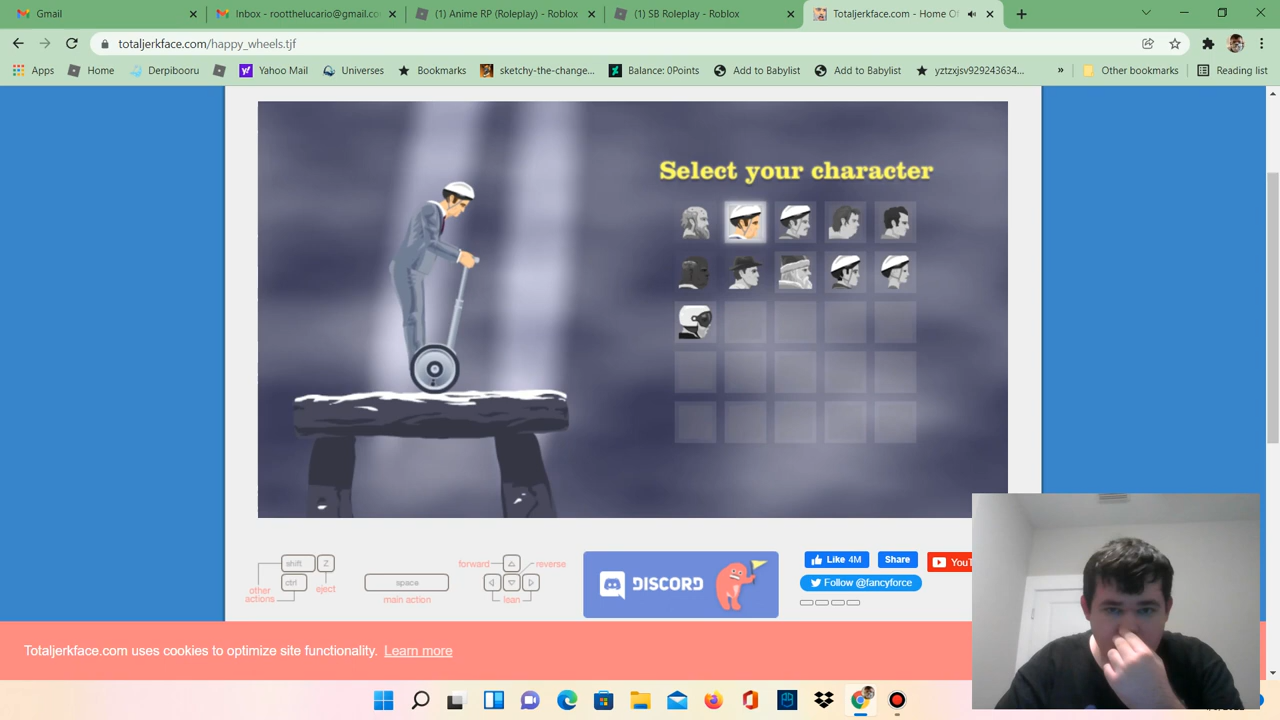 Gmail
Inbox - rootthelucario@gmail.co
(1) Anime RP (Roleplay) - Roblox
(1) SB Roleplay - Roblox
Totaljerkface.com - Home Of
totaljerkface.com/happy_wheels.tjf
Apps
Home
Derpibooru
Yahoo Mail
Universes
Bookmarks
sketchy-the-change...
Balance: 0Points
Add to Babylist
Add to Babylist
yztzxjsv929243634...
»
Other bookmarks
Reading list
Select your character
shift
Z
ctrl
other actions
eject
space
main action
forward
reverse
lean
DISCORD
Like 4M
Share
YouT
Follow @fancyforce
Totaljerkface.com uses cookies to optimize site functionality. Learn more